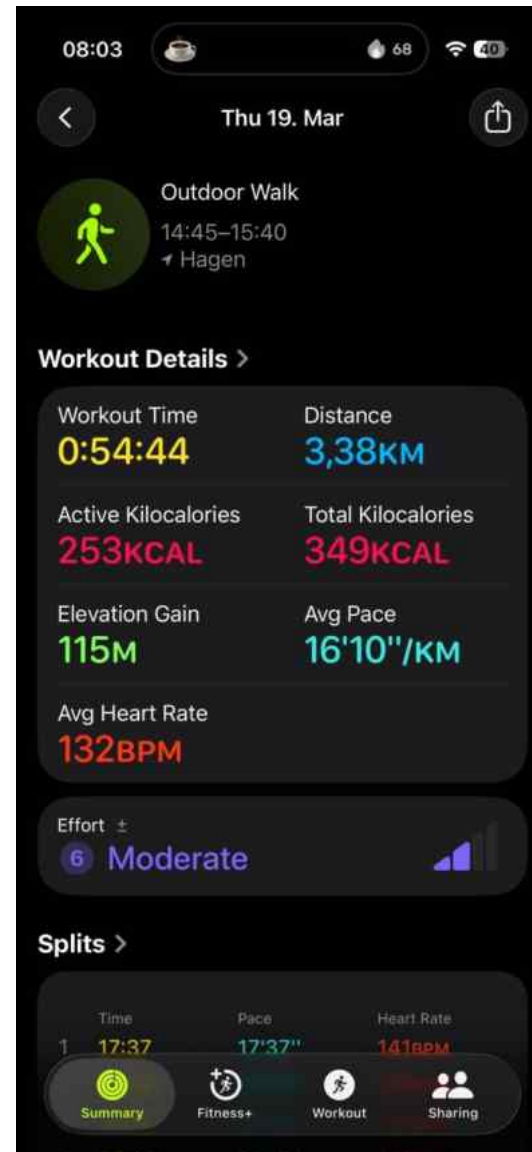 08:03 68 40
Thu 19. Mar
Outdoor Walk
14:45–15:40
Hagen
Workout Details >
Workout Time Distance
0:54:44 3,38KM
Active Kilocalories Total Kilocalories
253KCAL 349KCAL
Elevation Gain Avg Pace
115M 16'10"/KM
Avg Heart Rate
132BPM
Effort ±
6 Moderate
Splits >
Time Pace Heart Rate
1 17:37 17'37" 141BPM
Summary Fitness+ Workout Sharing